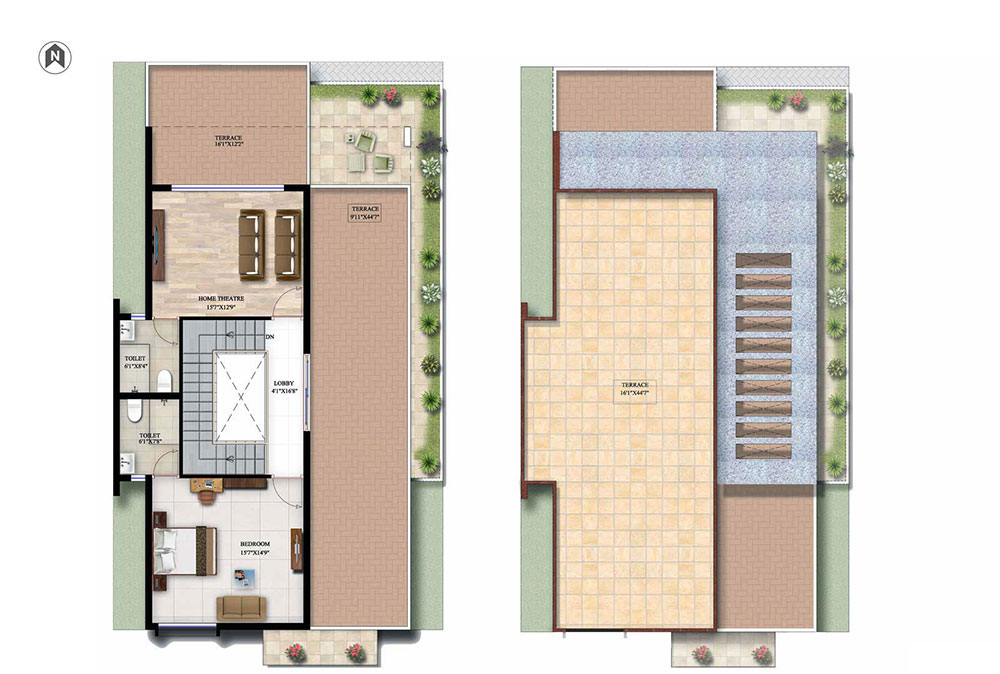 N
TERRACE
16'1"X12'2"
TERRACE
9'11"X44'7"
HOME THEATRE
15'7"X12'9"
DN
TOILET
6'1"X8'4"
LOBBY
4'1"X16'8"
TOILET
6'1"X7'8"
BEDROOM
15'7"X14'9"
TERRACE
16'1"X44'7"